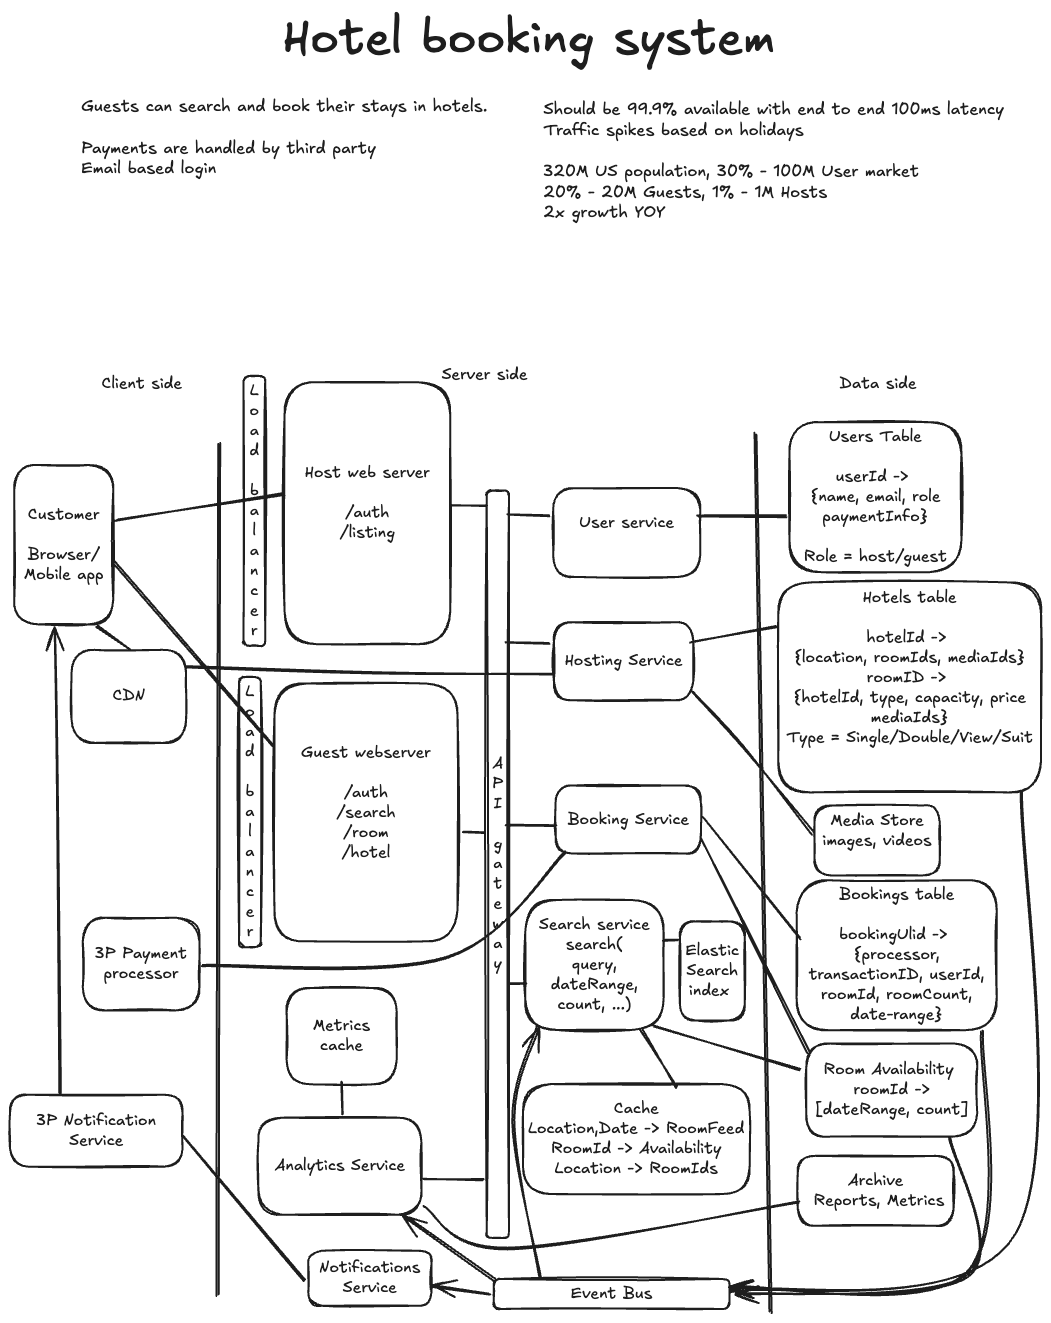 Hotel booking system
Guests can search and book their stays in hotels.
Payments are handled by third party
Email based login
Should be 99.9% available with end to end 100ms latency
Traffic spikes based on holidays
320M US population, 30% - 100M User market
20% - 20M Guests, 1% - 1M Hosts
2x growth YOY
Client side
Server side
Data side
Customer
Browser/
Mobile app
CDN
3P Payment
processor
3P Notification
Service
Load balancer
Host web server
/auth
/listing
Load balancer
Guest webserver
/auth
/search
/room
/hotel
Metrics
cache
Analytics Service
Notifications
Service
API gateway
User service
Hosting Service
Booking Service
Search service
search(
query,
dateRange,
count, ...)
Elastic
Search
index
Cache
Location,Date -> RoomFeed
RoomId -> Availability
Location -> RoomIds
Event Bus
Users Table
userId ->
{name, email, role
paymentInfo}
Role = host/guest
Hotels table
hotelId ->
{location, roomIds, mediaIds}
roomID ->
{hotelId, type, capacity, price
mediaIds}
Type = Single/Double/View/Suit
Media Store
images, videos
Bookings table
bookingUlid ->
{processor,
transactionID, userId,
roomId, roomCount,
date-range}
Room Availability
roomId ->
[dateRange, count]
Archive
Reports, Metrics